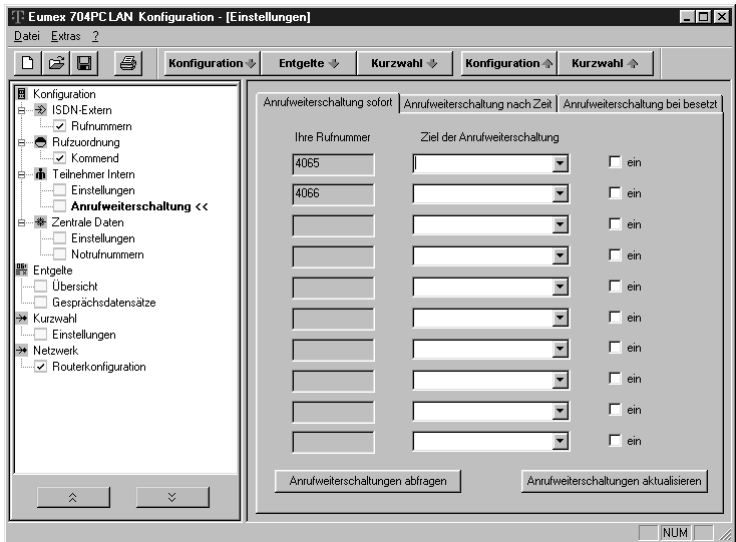 Eumex 704PC LAN Konfiguration - [Einstellungen]
Datei Extras ?
Konfiguration Entgelte Kurzwahl Konfiguration Kurzwahl
Konfiguration
ISDN-Extern
Rufnummern
Rufzuordnung
Kommend
Teilnehmer Intern
Einstellungen
Anrufweiterschaltung <<
Zentrale Daten
Einstellungen
Notrufnummern
Entgelte
Übersicht
Gesprächsdatensätze
Kurzwahl
Einstellungen
Netzwerk
Routerkonfiguration
Anrufweiterschaltung sofort Anrufweiterschaltung nach Zeit Anrufweiterschaltung bei besetzt
Ihre Rufnummer Ziel der Anrufweiterschaltung
4065 ein
4066 ein
ein
ein
ein
ein
ein
ein
ein
ein
Anrufweiterschaltungen abfragen Anrufweiterschaltungen aktualisieren
NUM